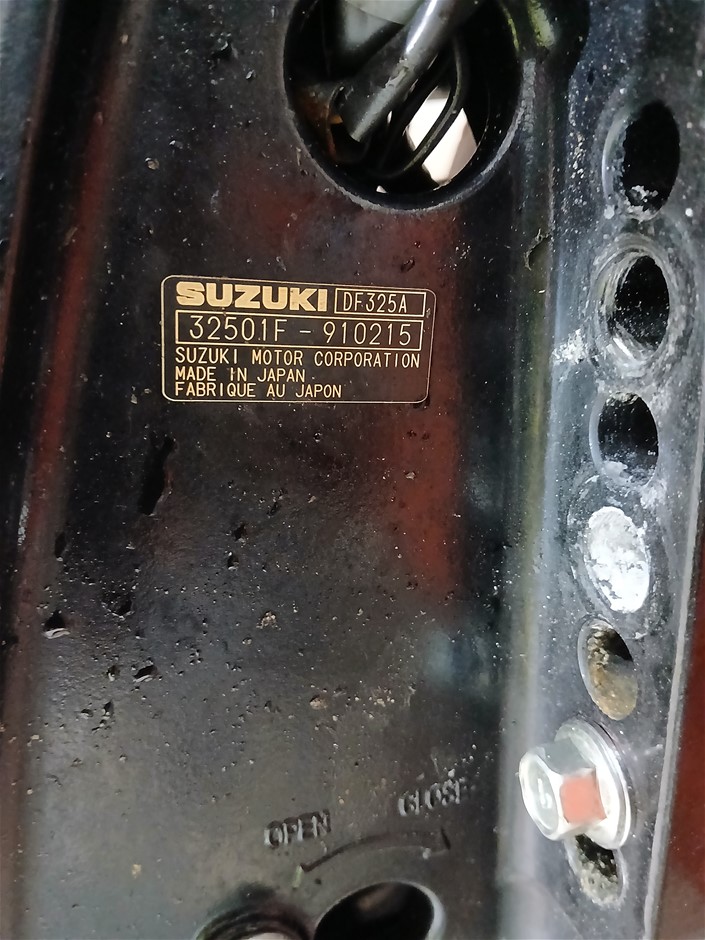 SUZUKI DF325A
32501F-910215
SUZUKI MOTOR CORPORATION
MADE IN JAPAN
FABRIQUE AU JAPON
OPEN CLOSE